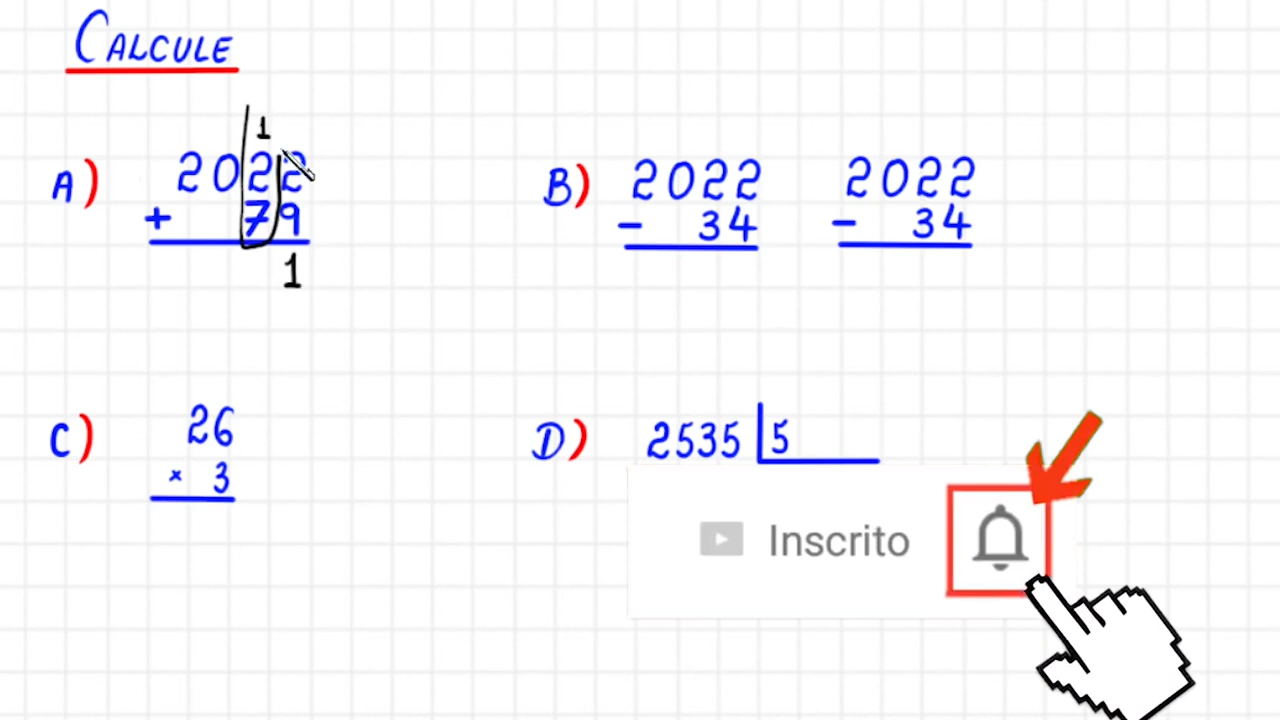 CALCULE
1
A) 2022
+ 79
1
B) 2022 2022
- 34 - 34
C) 26
× 3
D) 2535 5
Inscrito